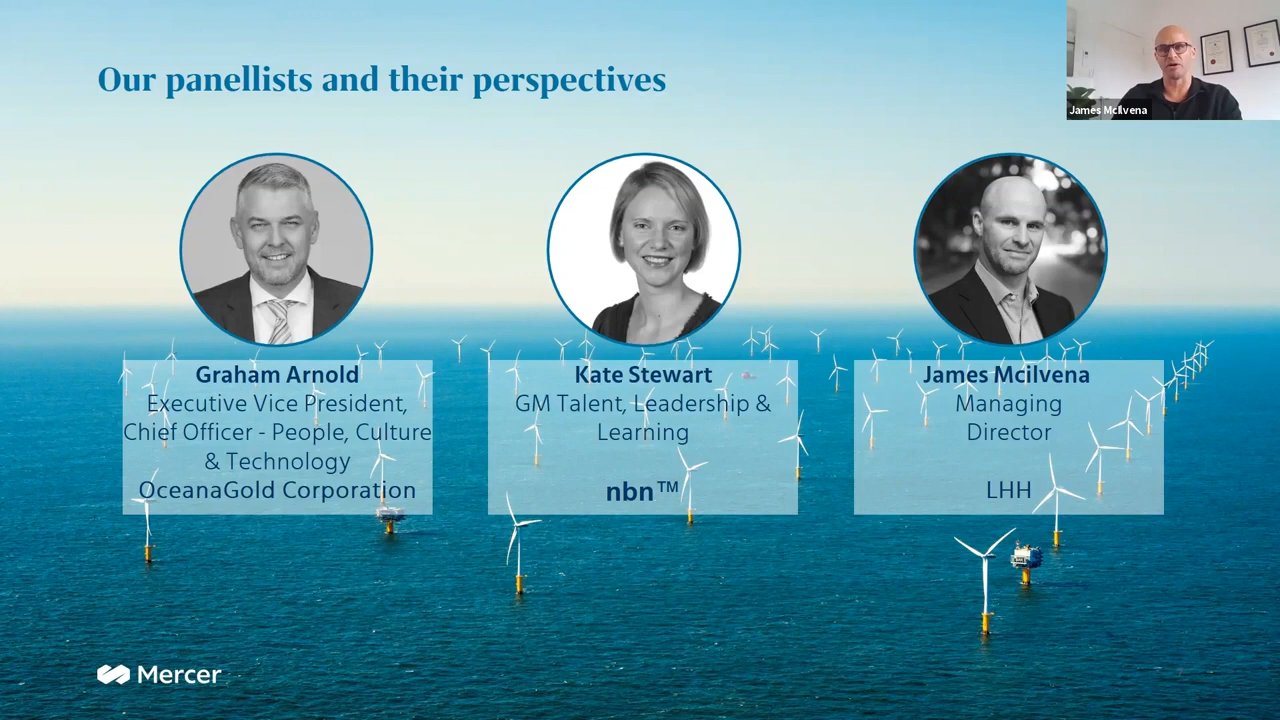 Our panellists and their perspectives
James McIlvena
Graham Arnold
Executive Vice President,
Chief Officer - People, Culture
& Technology
OceanaGold Corporation
Kate Stewart
GM Talent, Leadership &
Learning
nbn™
James Mcilvena
Managing
Director
LHH
Mercer